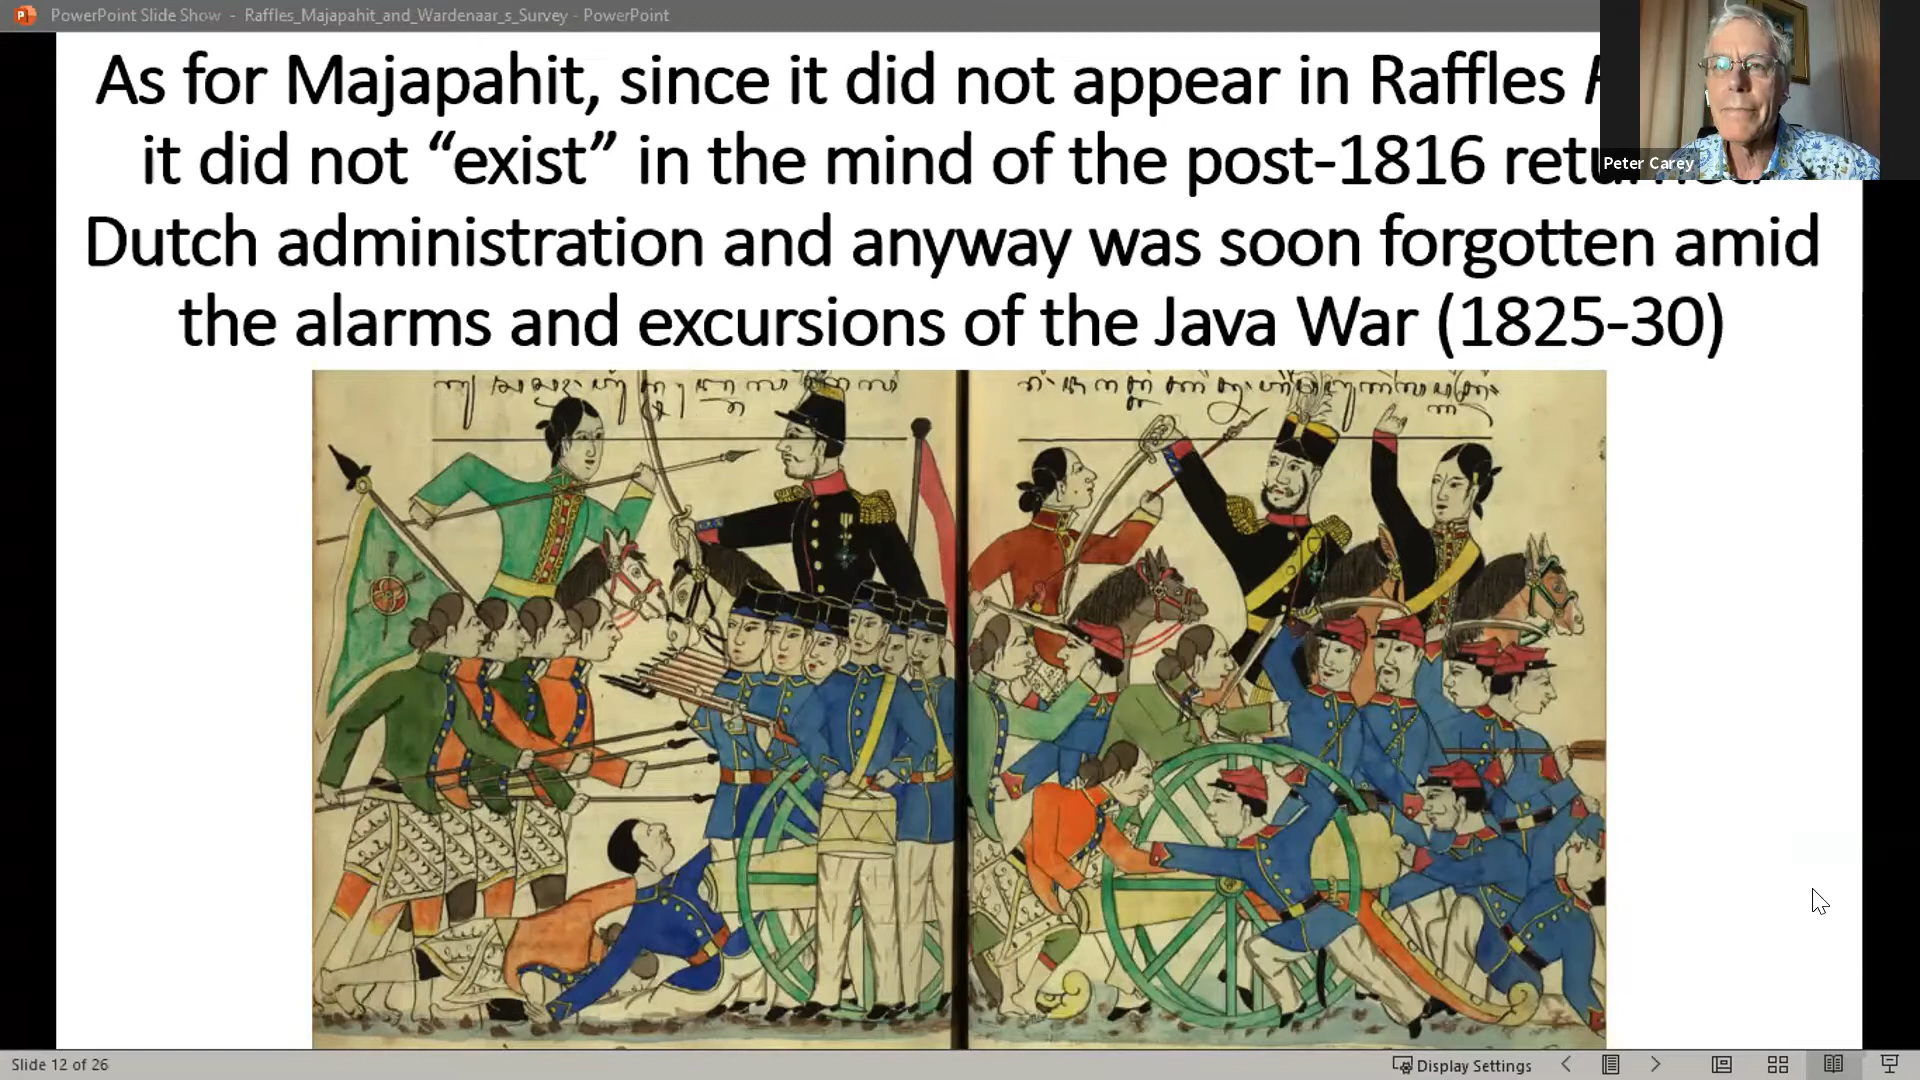 PowerPoint Slide Show - Raffles_Majapahit_and_Wardenaar_s_Survey - PowerPoint
As for Majapahit, since it did not appear in Raffles
it did not “exist” in the mind of the post-1816
Dutch administration and anyway was soon forgotten amid
the alarms and excursions of the Java War (1825-30)
Peter Carey
Slide 12 of 26
Display Settings